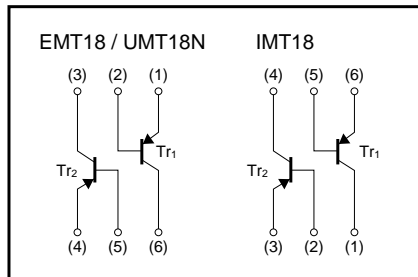 EMT18 / UMT18N IMT18
(3) (2) (1) (4) (5) (6)
Tr1 Tr1
Tr2 Tr2
(4) (5) (6) (3) (2) (1)